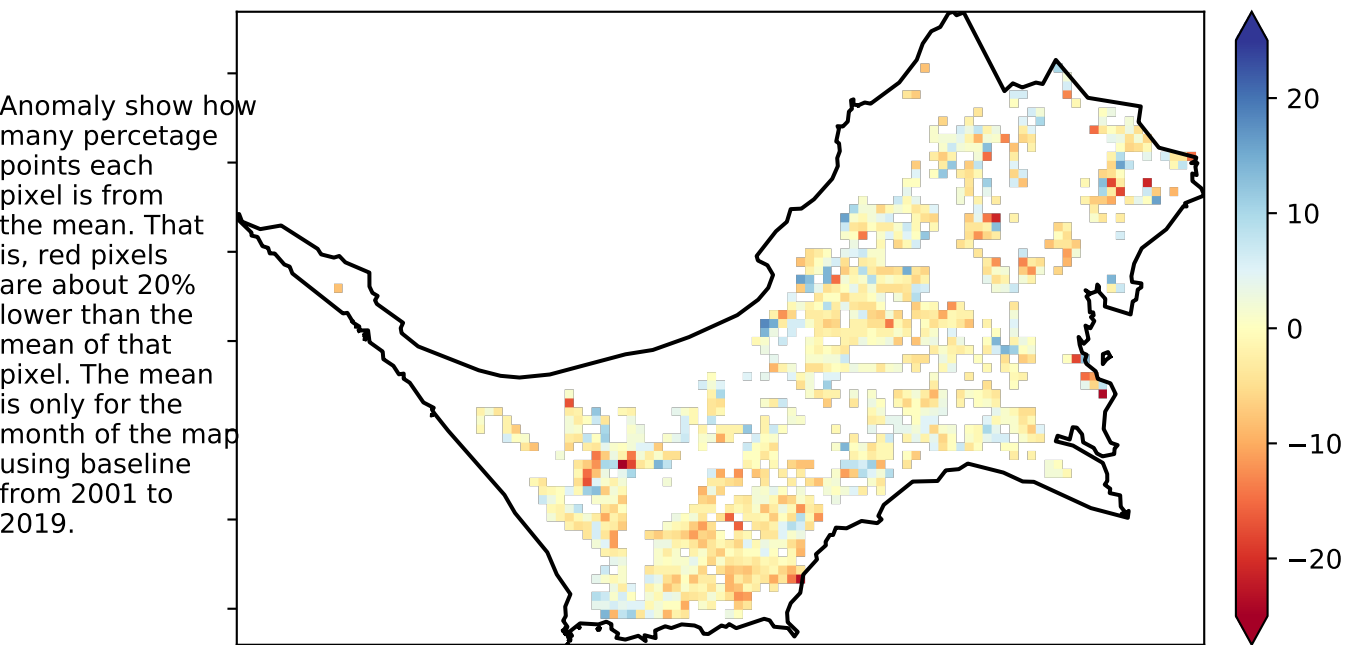 Anomaly show how
many percetage
points each
pixel is from
the mean. That
is, red pixels
are about 20%
lower than the
mean of that
pixel. The mean
is only for the
month of the map
using baseline
from 2001 to
2019.
20
10
0
−10
−20